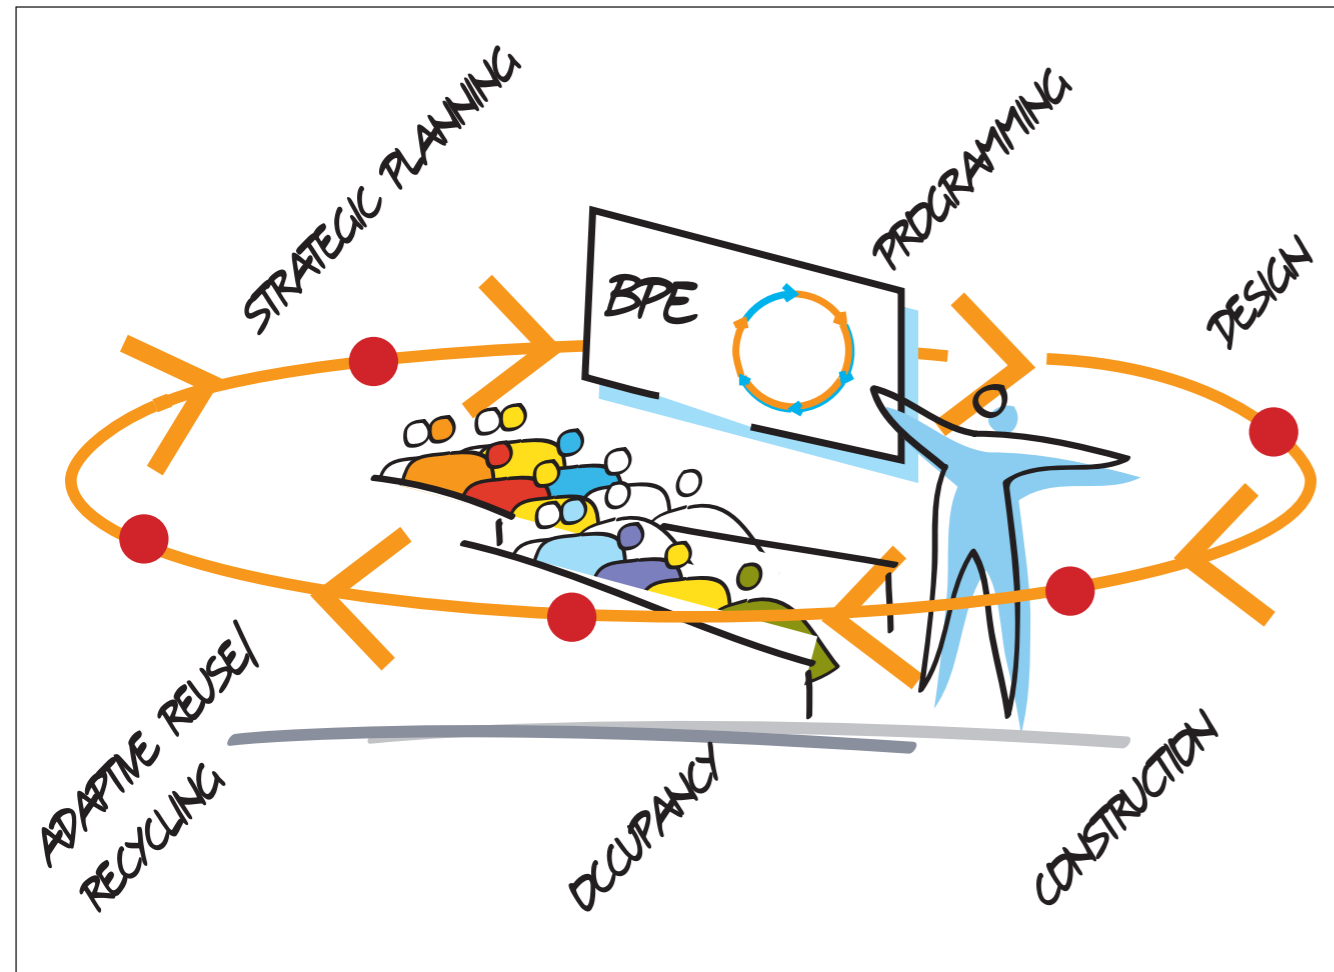 STRATEGIC PLANNING
PROGRAMMING
DESIGN
BPE
ADAPTIVE REUSE/
RECYCLING
OCCUPANCY
CONSTRUCTION